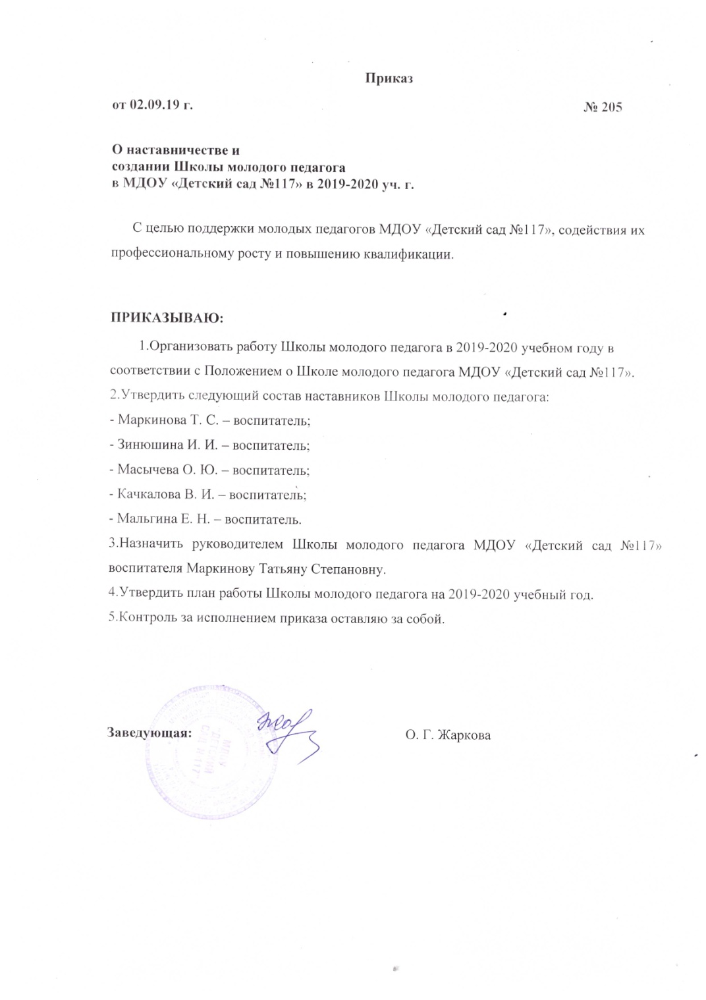 Приказ
от 02.09.19 г.
№ 205
О наставничестве и
создании Школы молодого педагога
в МДОУ «Детский сад №117» в 2019-2020 уч. г.
С целью поддержки молодых педагогов МДОУ «Детский сад №117», содействия их
профессиональному росту и повышению квалификации.
ПРИКАЗЫВАЮ:
1.Организовать работу Школы молодого педагога в 2019-2020 учебном году в
соответствии с Положением о Школе молодого педагога МДОУ «Детский сад №117».
2.Утвердить следующий состав наставников Школы молодого педагога:
- Маркинова Т. С. – воспитатель;
- Зинюшина И. И. – воспитатель;
- Масычева О. Ю. – воспитатель;
- Качкалова В. И. – воспитатель;
- Мальгина Е. Н. – воспитатель.
3.Назначить руководителем Школы молодого педагога МДОУ «Детский сад №117»
воспитателя Маркинову Татьяну Степановну.
4.Утвердить план работы Школы молодого педагога на 2019-2020 учебный год.
5.Контроль за исполнением приказа оставляю за собой.
Заведующая:
О. Г. Жаркова
МДОУ
"ДЕТСКИЙ
САД №117"